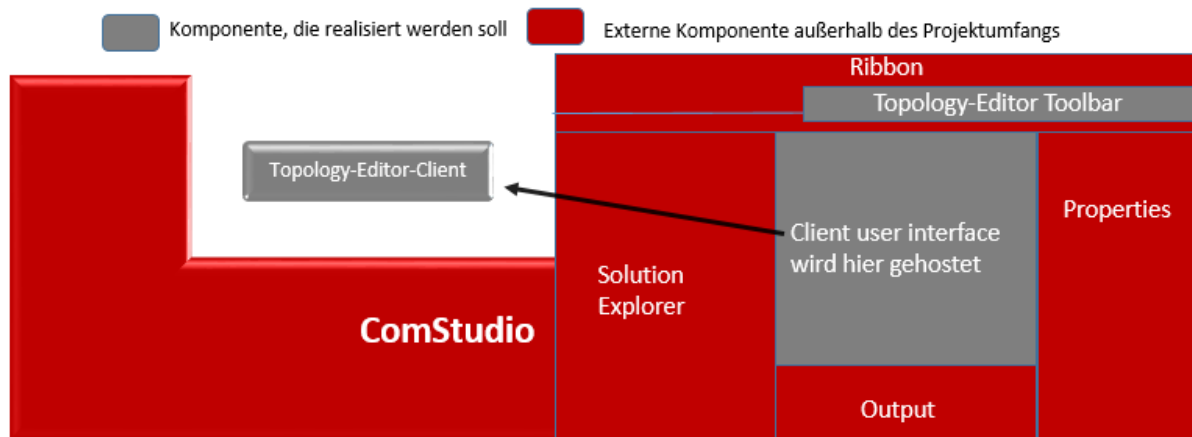 Komponente, die realisiert werden soll
Externe Komponente außerhalb des Projektumfangs
Ribbon
Topology-Editor Toolbar
Topology-Editor-Client
Properties
Client user interface
wird hier gehostet
Solution
Explorer
ComStudio
Output